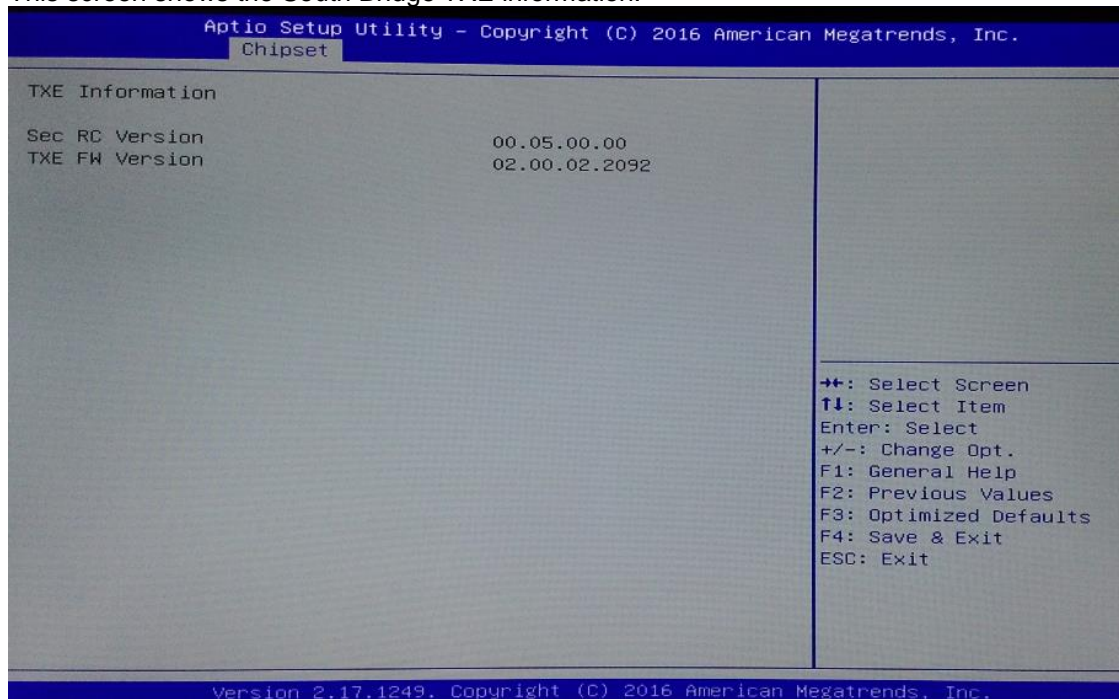 This screen shows the South Bridge TXE information.
Aptio Setup Utility – Copyright (C) 2016 American Megatrends, Inc.
Chipset
TXE Information
Sec RC Version 00.05.00.00
TXE FW Version 02.00.02.2092
→←: Select Screen
↑↓: Select Item
Enter: Select
+/-: Change Opt.
F1: General Help
F2: Previous Values
F3: Optimized Defaults
F4: Save & Exit
ESC: Exit
Version 2.17.1249. Copyright (C) 2016 American Megatrends, Inc.